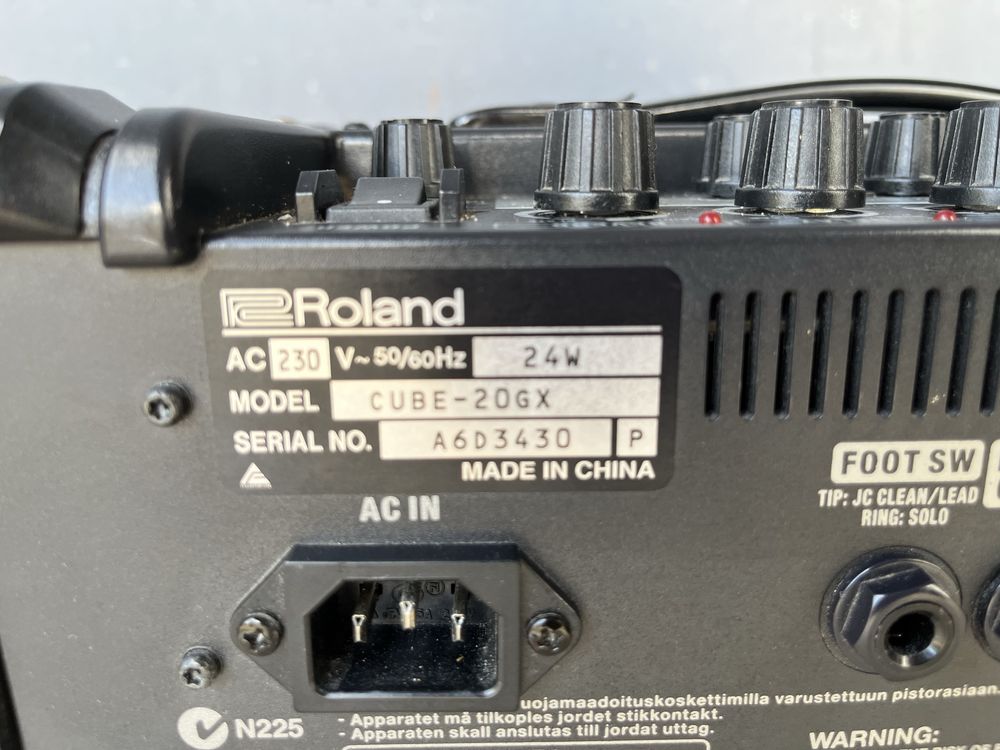 Roland
AC 230 V~ 50/60Hz 24W
MODEL CUBE-20GX
SERIAL NO. A6D3430 P
MADE IN CHINA
AC IN
FOOT SW
TIP: JC CLEAN/LEAD
RING: SOLO
uojamaadoituskoskettimilla varustettuun pistorasiaan.
- Apparatet må tilkoples jordet stikkontakt.
- Apparaten skall anslutas till jordat uttag.
N225
WARNING: